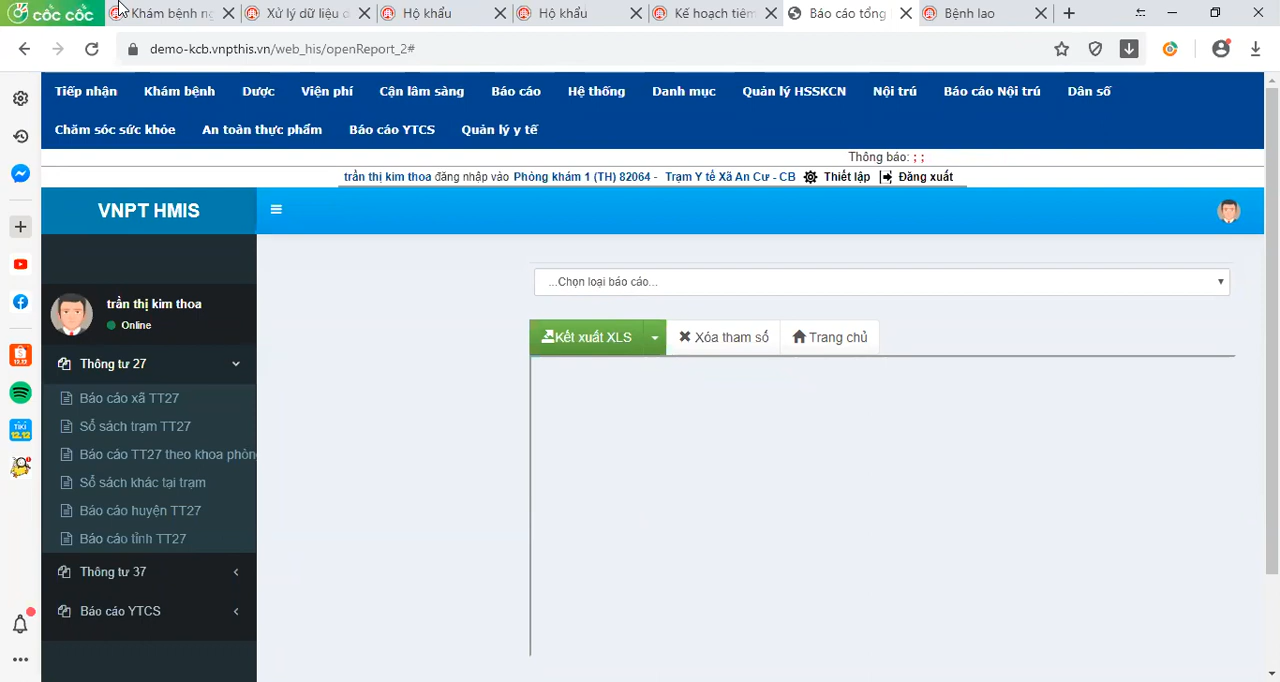 cốc cốc
Khám bệnh ng
Xử lý dữ liệu d
Hộ khẩu
Hộ khẩu
Kế hoạch tiêm
Báo cáo tổng
Bệnh lao
demo-kcb.vnpthis.vn/web_his/openReport_2#
Tiếp nhận Khám bệnh Dược Viện phí Cận lâm sàng Báo cáo Hệ thống Danh mục Quản lý HSSKCN Nội trú Báo cáo Nội trú Dân số
Chăm sóc sức khỏe An toàn thực phẩm Báo cáo YTCS Quản lý y tế
Thông báo: ; ;
trần thị kim thoa đăng nhập vào Phòng khám 1 (TH) 82064 - Trạm Y tế Xã An Cư - CB Thiết lập Đăng xuất
VNPT HMIS
...Chọn loại báo cáo...
trần thị kim thoa
Online
Kết xuất XLS Xóa tham số Trang chủ
Thông tư 27
Báo cáo xã TT27
Sổ sách trạm TT27
Báo cáo TT27 theo khoa phòn
Sổ sách khác tại trạm
Báo cáo huyện TT27
Báo cáo tỉnh TT27
Thông tư 37
Báo cáo YTCS